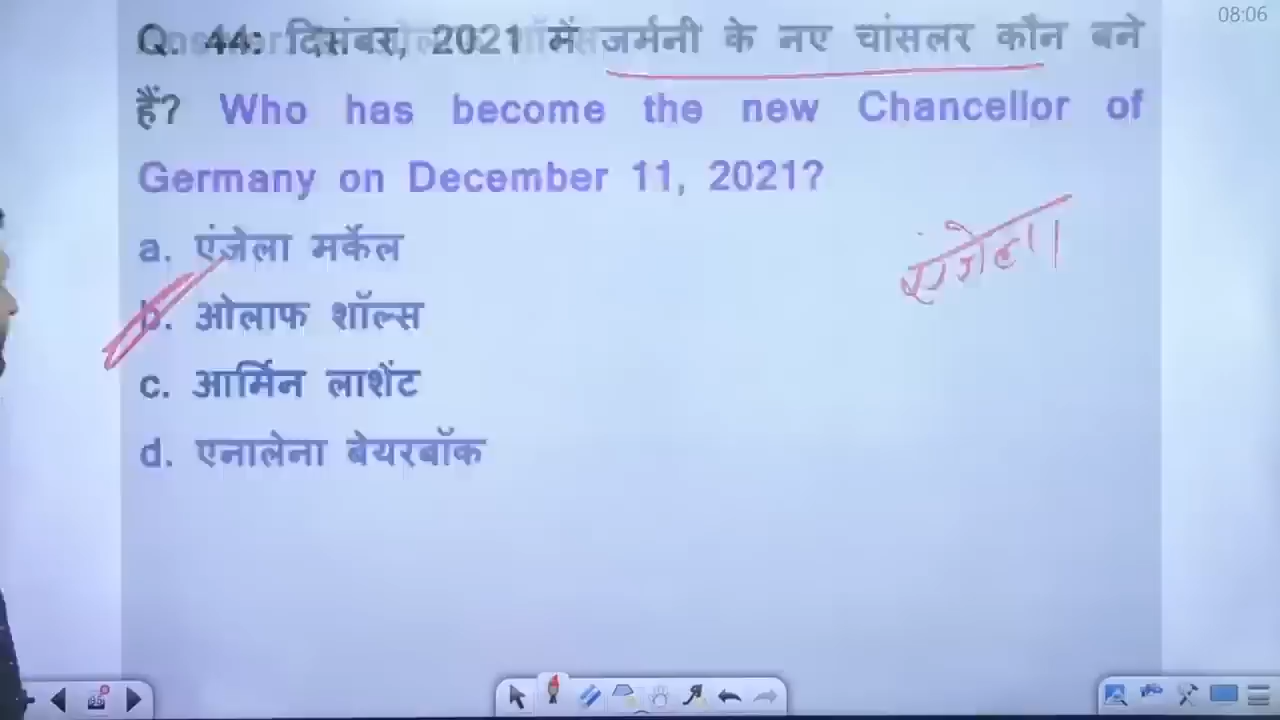 08:06
Q. 44: दिसंबर, 2021 में जर्मनी के नए चांसलर कौन बने
हैं? Who has become the new Chancellor of
Germany on December 11, 2021?
a. एंजेला मर्केल
b. ओलाफ शॉल्स
c. आर्मिन लाशेंट
d. एनालेना बेयरबॉक
एंजेला